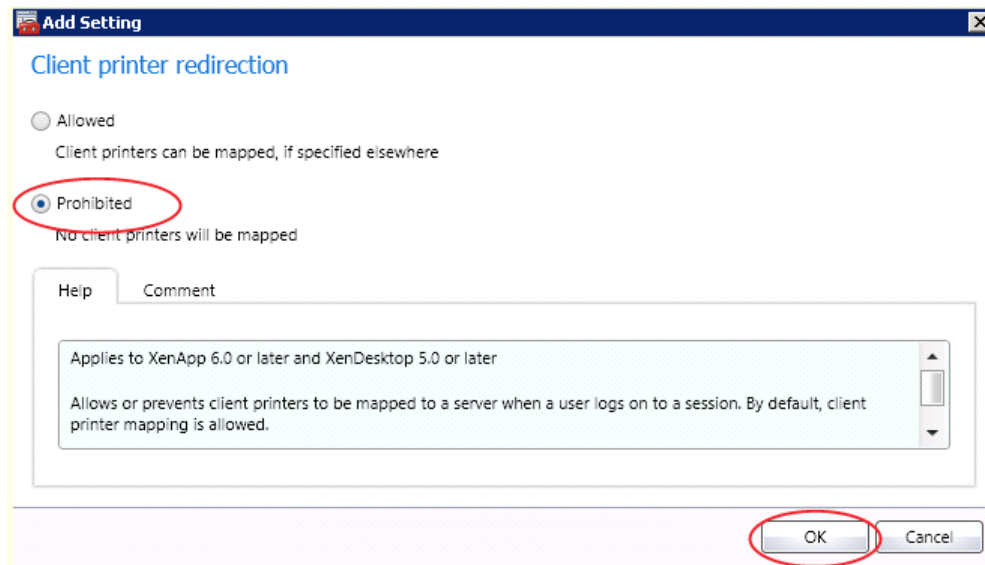 Add Setting
Client printer redirection
Allowed
Client printers can be mapped, if specified elsewhere
Prohibited
No client printers will be mapped
Help Comment
Applies to XenApp 6.0 or later and XenDesktop 5.0 or later
Allows or prevents client printers to be mapped to a server when a user logs on to a session. By default, client
printer mapping is allowed.
OK Cancel